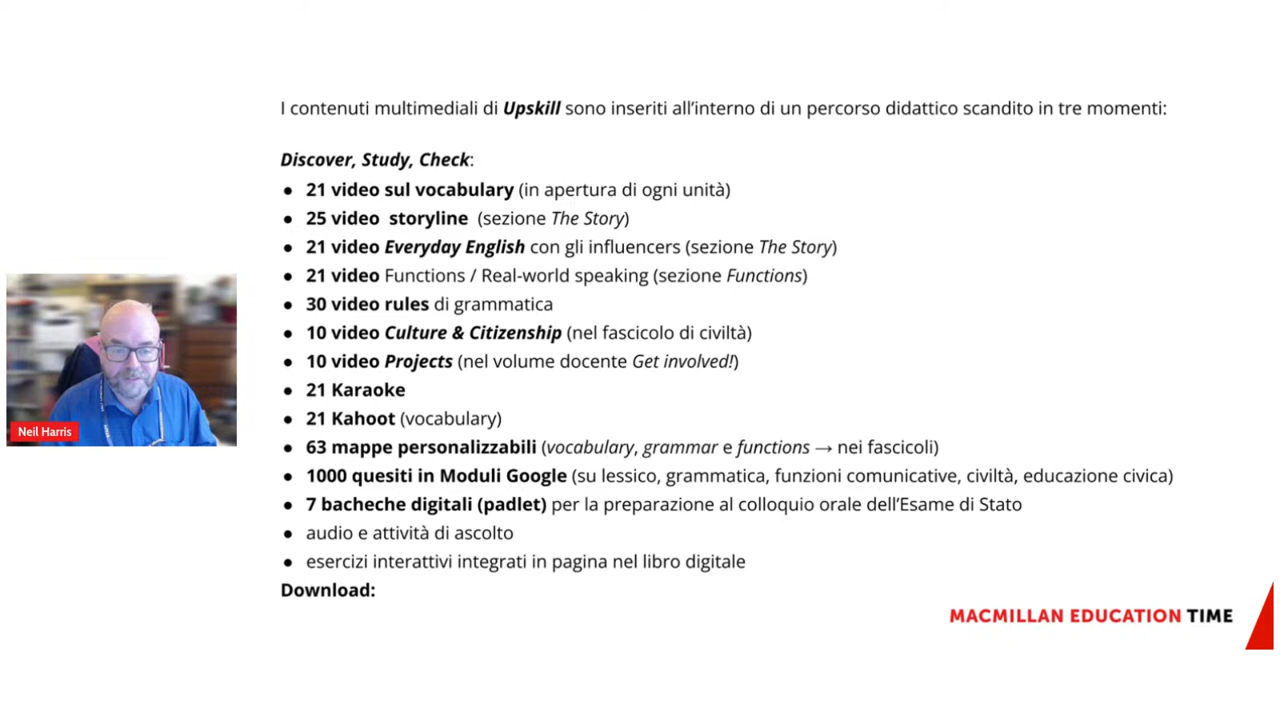 I contenuti multimediali di Upskill sono inseriti all'interno di un percorso didattico scandito in tre momenti:
Discover, Study, Check:
● 21 video sul vocabulary (in apertura di ogni unità)
● 25 video storyline (sezione The Story)
● 21 video Everyday English con gli influencers (sezione The Story)
● 21 video Functions / Real-world speaking (sezione Functions)
● 30 video rules di grammatica
● 10 video Culture & Citizenship (nel fascicolo di civiltà)
● 10 video Projects (nel volume docente Get involved!)
● 21 Karaoke
● 21 Kahoot (vocabulary)
● 63 mappe personalizzabili (vocabulary, grammar e functions → nei fascicoli)
● 1000 quesiti in Moduli Google (su lessico, grammatica, funzioni comunicative, civiltà, educazione civica)
● 7 bacheche digitali (padlet) per la preparazione al colloquio orale dell'Esame di Stato
● audio e attività di ascolto
● esercizi interattivi integrati in pagina nel libro digitale
Download:
Neil Harris
MACMILLAN EDUCATION TIME